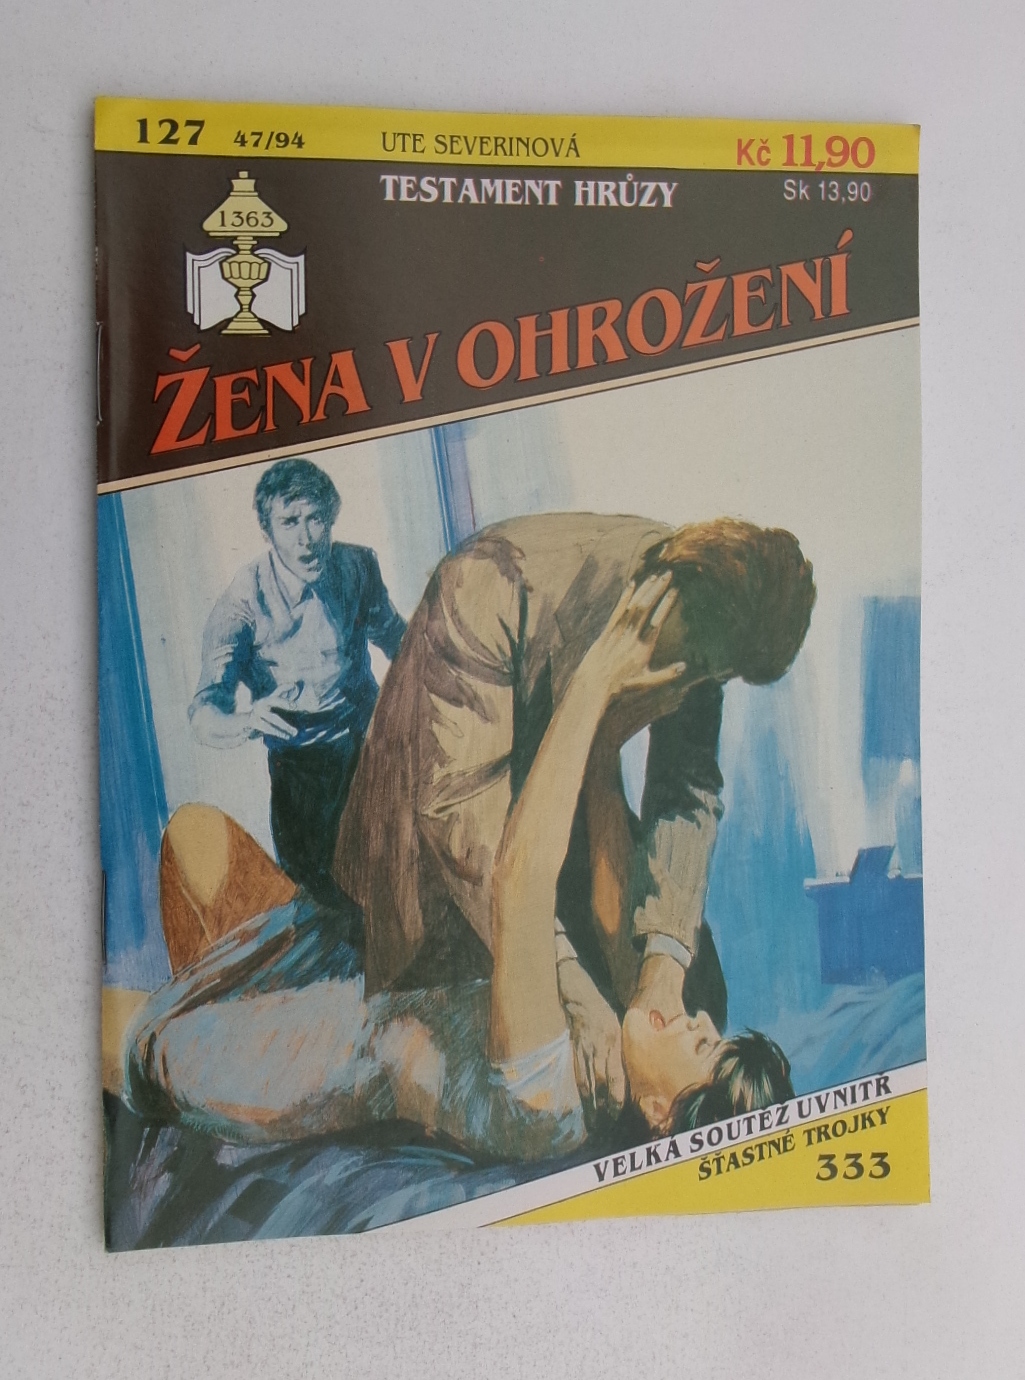 127 47/94 UTE SEVERINOVÁ Kč 11,90
TESTAMENT HRŮZY Sk 13,90
1363
ŽENA V OHROŽENÍ
VELKÁ SOUTĚŽ UVNITŘ
ŠŤASTNÉ TROJKY
333